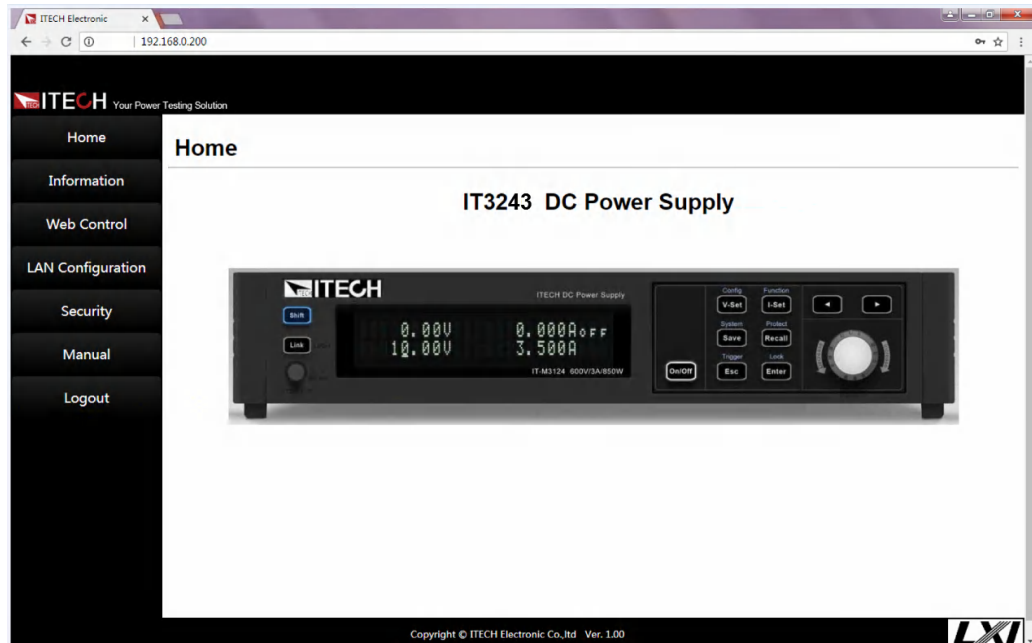 ITECH Electronic
192.168.0.200
ITECH Your Power Testing Solution
Home
Information
Web Control
LAN Configuration
Security
Manual
Logout
Home
IT3243 DC Power Supply
ITECH
ITECH DC Power Supply
Shift
Link
0.00V 0.000A OFF
10.00V 3.500A
IT-M3124 600V/3A/850W
On/Off
Config Function
V-Set I-Set
System Protect
Save Recall
Trigger Lock
Esc Enter
Copyright © ITECH Electronic Co.,ltd Ver. 1.00
LXI